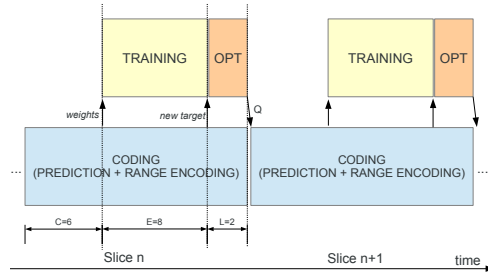 TRAINING OPT TRAINING OPT
weights new target Q
CODING CODING
(PREDICTION + RANGE ENCODING) (PREDICTION + RANGE ENCODING)
... ...
C=6 E=8 L=2
Slice n Slice n+1 time